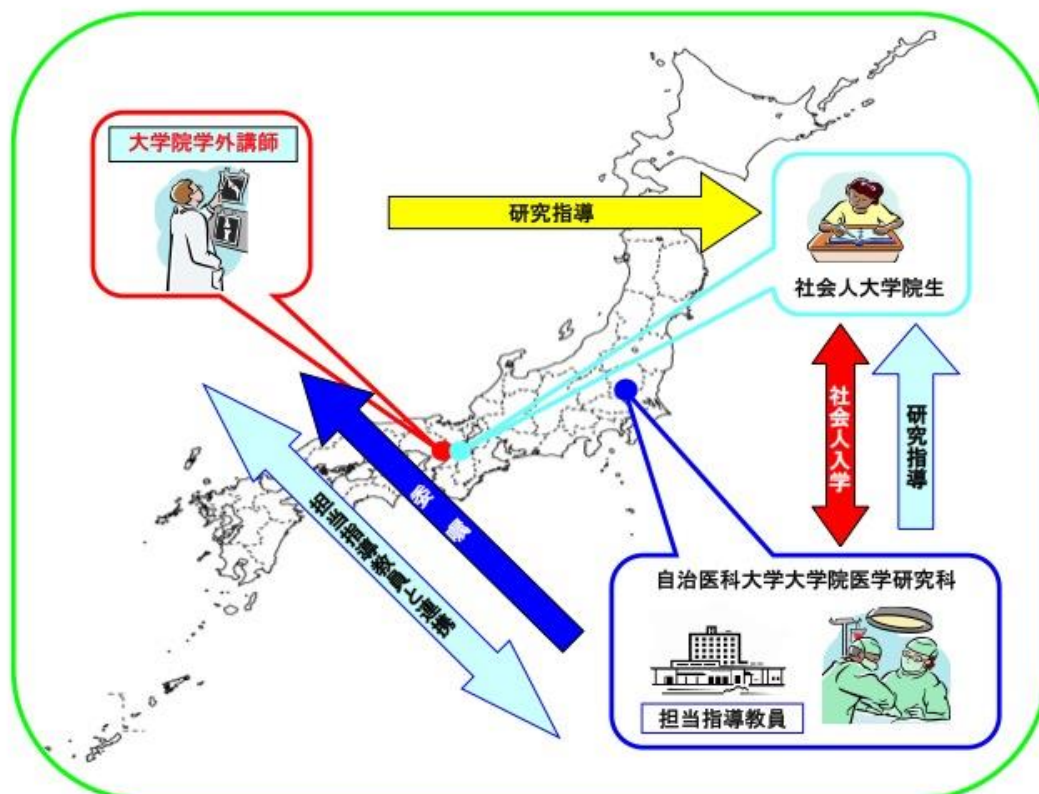 大学院学外講師
研究指導
社会人大学院生
社会人入学
研究指導
委嘱
担当指導教員と連携
自治医科大学大学院医学研究科
担当指導教員